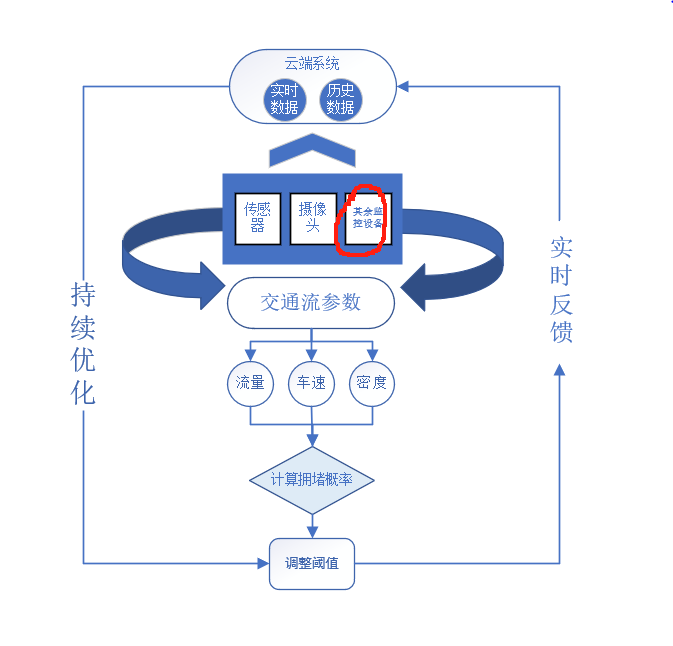 云端系统
实时
数据
历史
数据
传感
器
摄像
头
其余监
控设备
交通流参数
流量
车速
密度
计算拥堵概率
调整阈值
持
续
优
化
实
时
反
馈